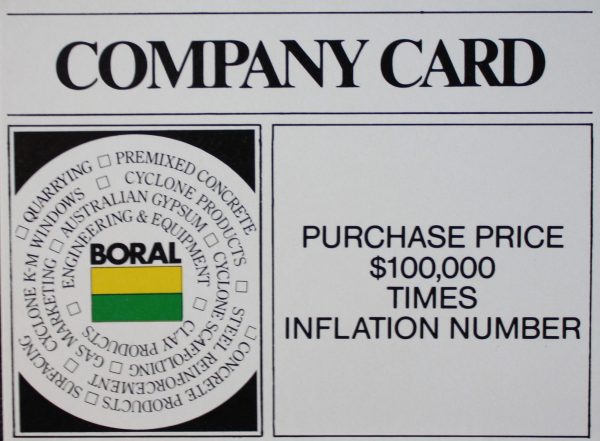 COMPANY CARD
□ QUARRYING □ PREMIXED CONCRETE
□ CONCRETE PRODUCTS □ SURFACING
CYCLONE K-M WINDOWS □ CYCLONE PRODUCTS
□ STEEL REINFORCEMENT □
GAS MARKETING □ AUSTRALIAN GYPSUM
□ CYCLONE SCAFFOLDING □
ENGINEERING & EQUIPMENT
□ CLAY PRODUCTS □
BORAL
PURCHASE PRICE
$100,000
TIMES
INFLATION NUMBER